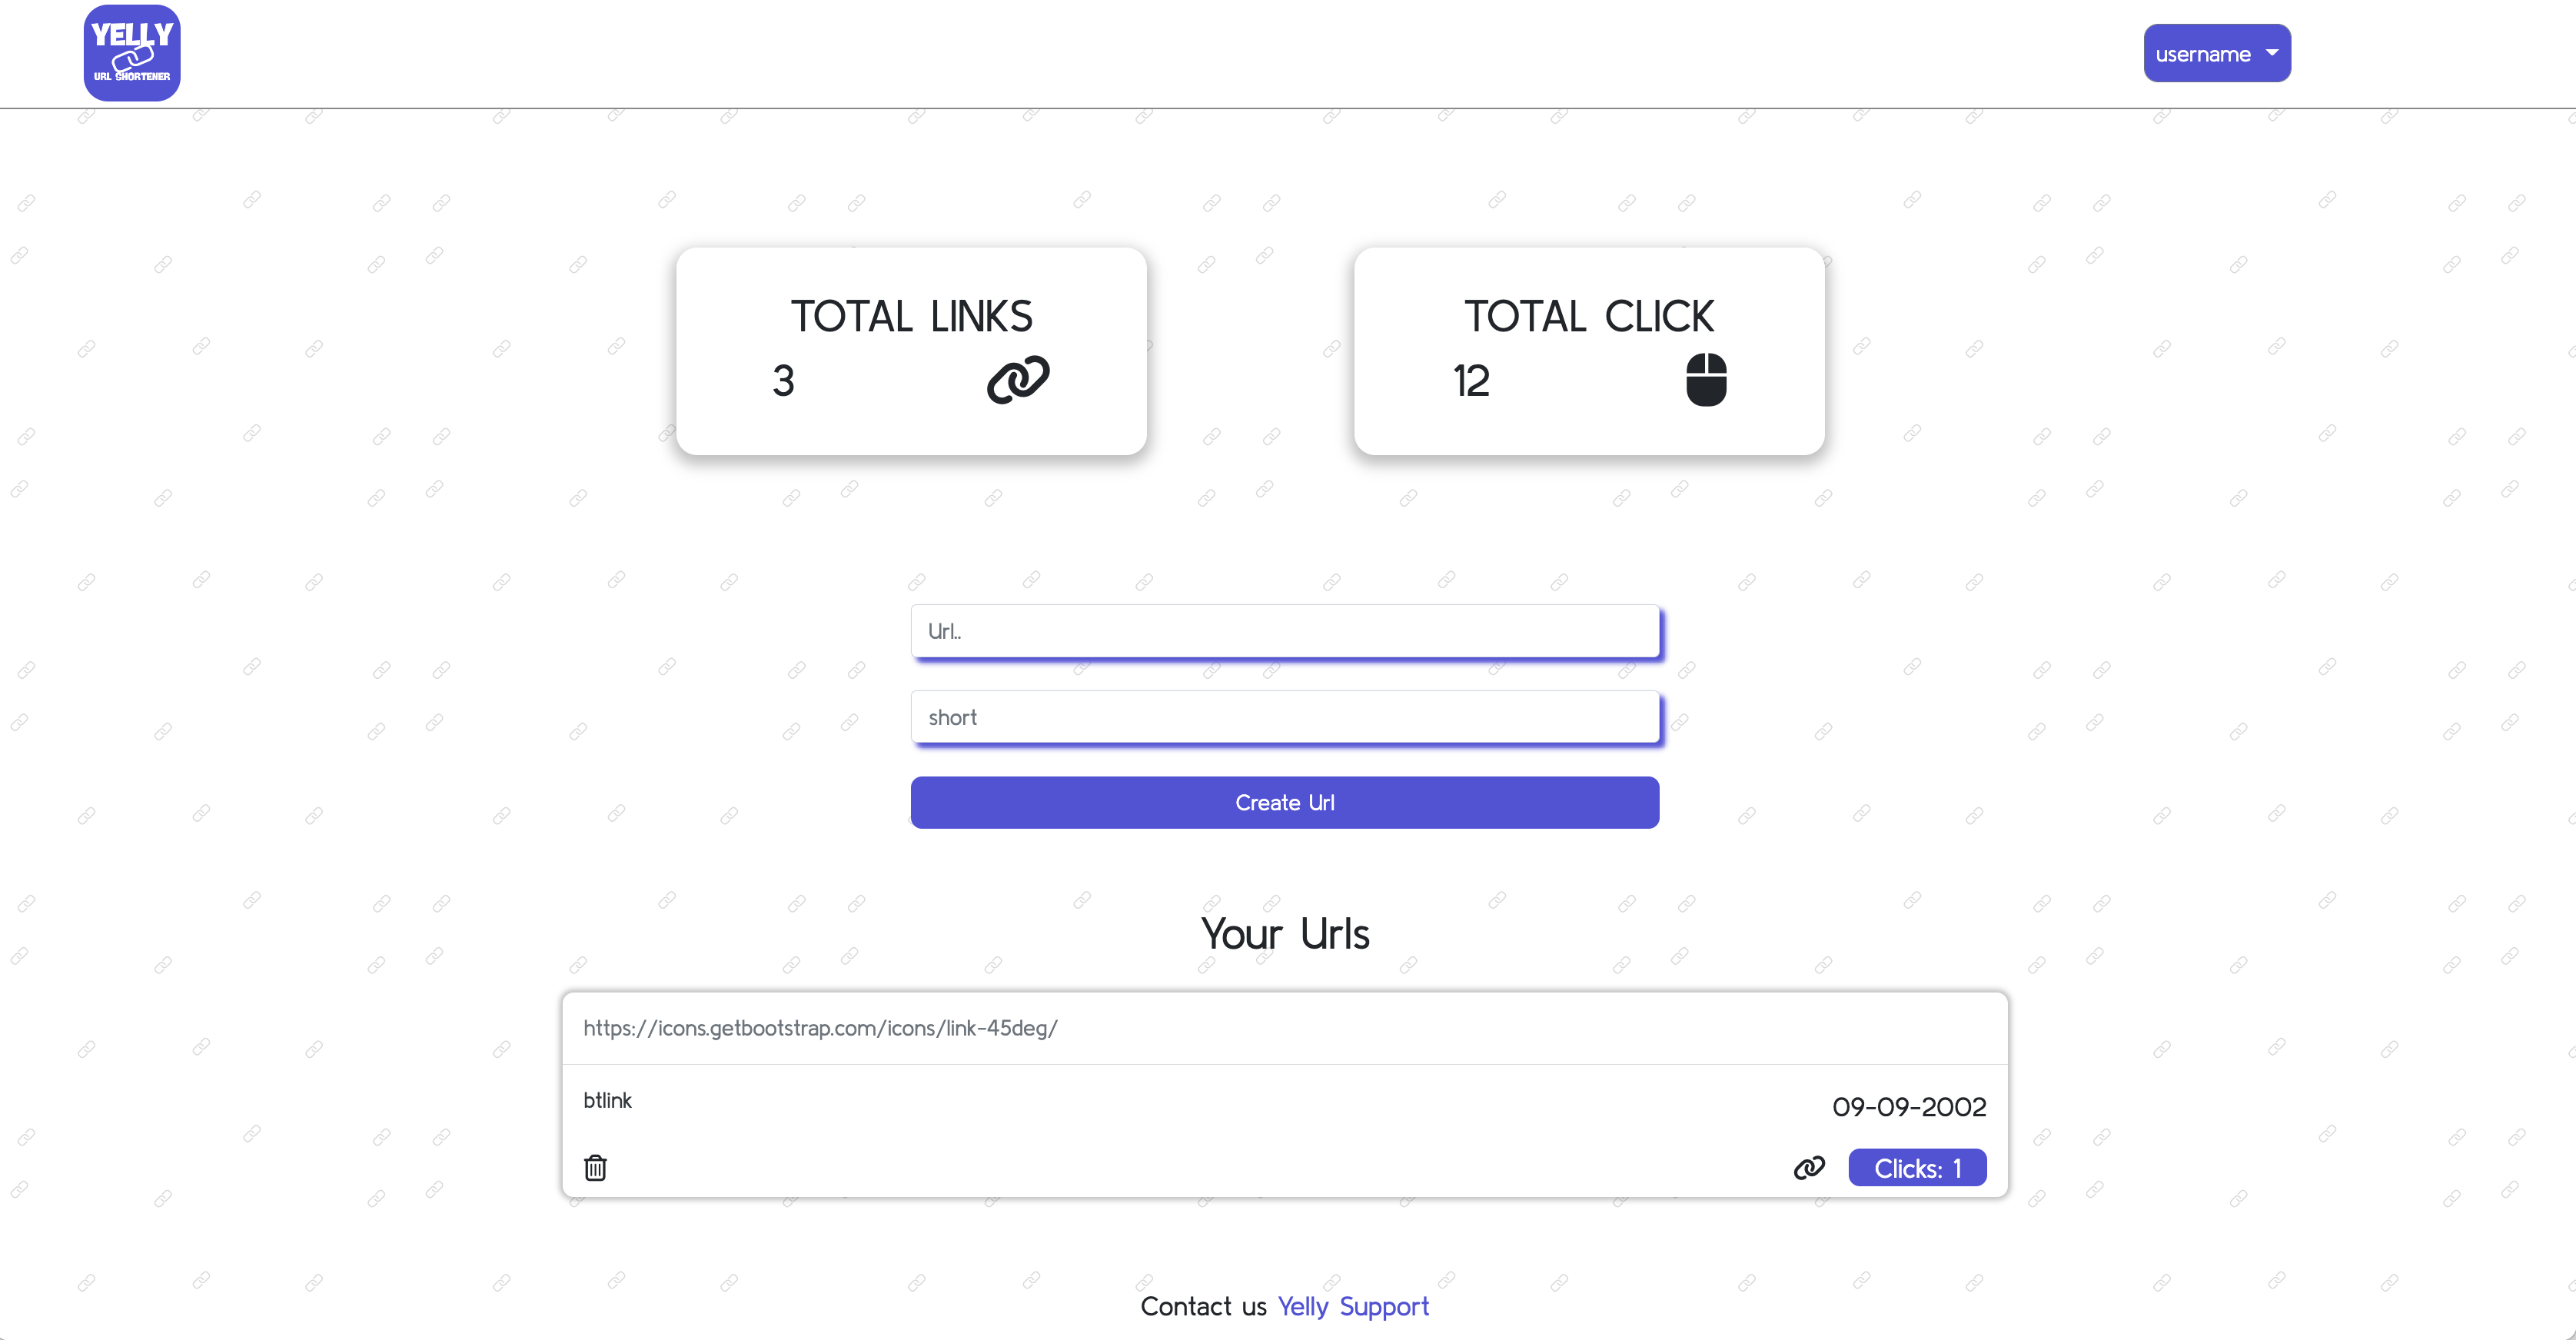 YELLY
URL SHORTENER
username
TOTAL LINKS
3
TOTAL CLICK
12
Url..
short
Create Url
Your Urls
https://icons.getbootstrap.com/icons/link-45deg/
btlink
09-09-2002
Clicks: 1
Contact us Yelly Support